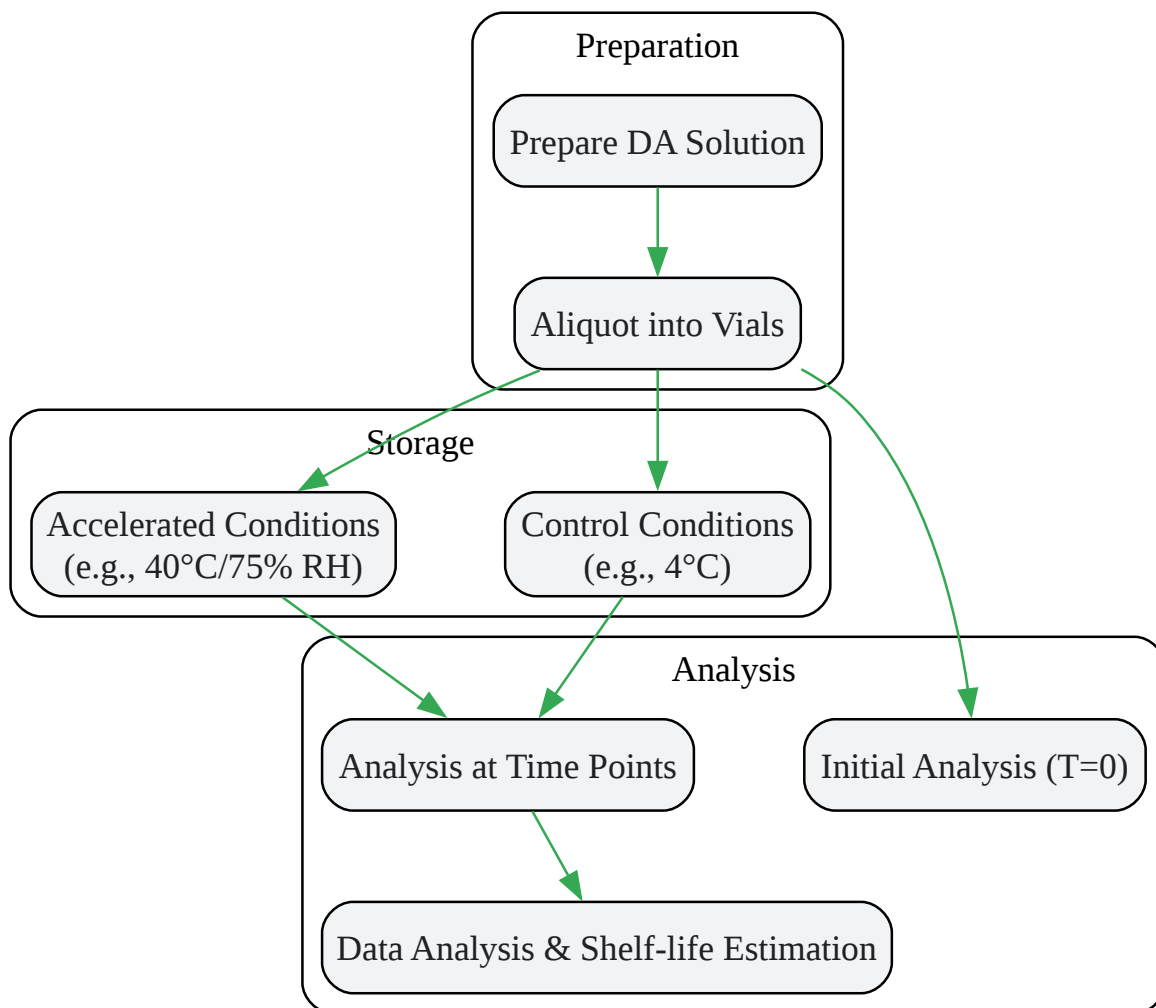 Preparation
Prepare DA Solution
Aliquot into Vials
Storage
Accelerated Conditions
(e.g., 40°C/75% RH)
Control Conditions
(e.g., 4°C)
Analysis
Analysis at Time Points
Initial Analysis (T=0)
Data Analysis & Shelf-life Estimation